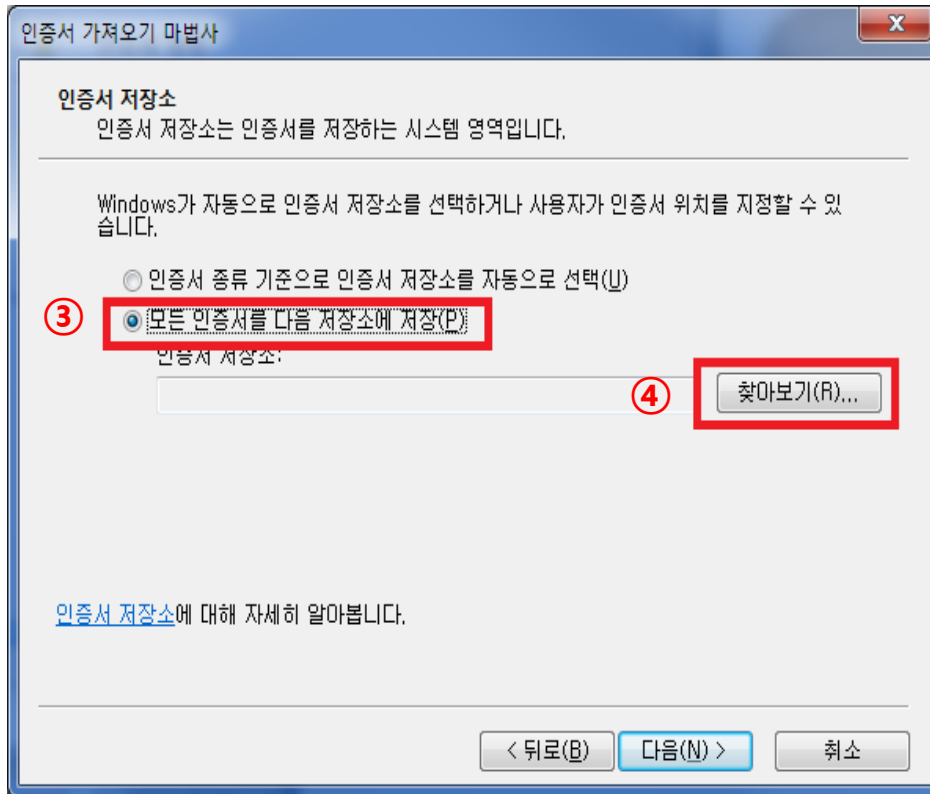 인증서 가져오기 마법사
인증서 저장소
인증서 저장소는 인증서를 저장하는 시스템 영역입니다.
Windows가 자동으로 인증서 저장소를 선택하거나 사용자가 인증서 위치를 지정할 수 있
습니다.
인증서 종류 기준으로 인증서 저장소를 자동으로 선택(U)
③ 모든 인증서를 다음 저장소에 저장(P)
인증서 저장소:
④ 찾아보기(R)...
인증서 저장소에 대해 자세히 알아봅니다.
< 뒤로(B) 다음(N) > 취소